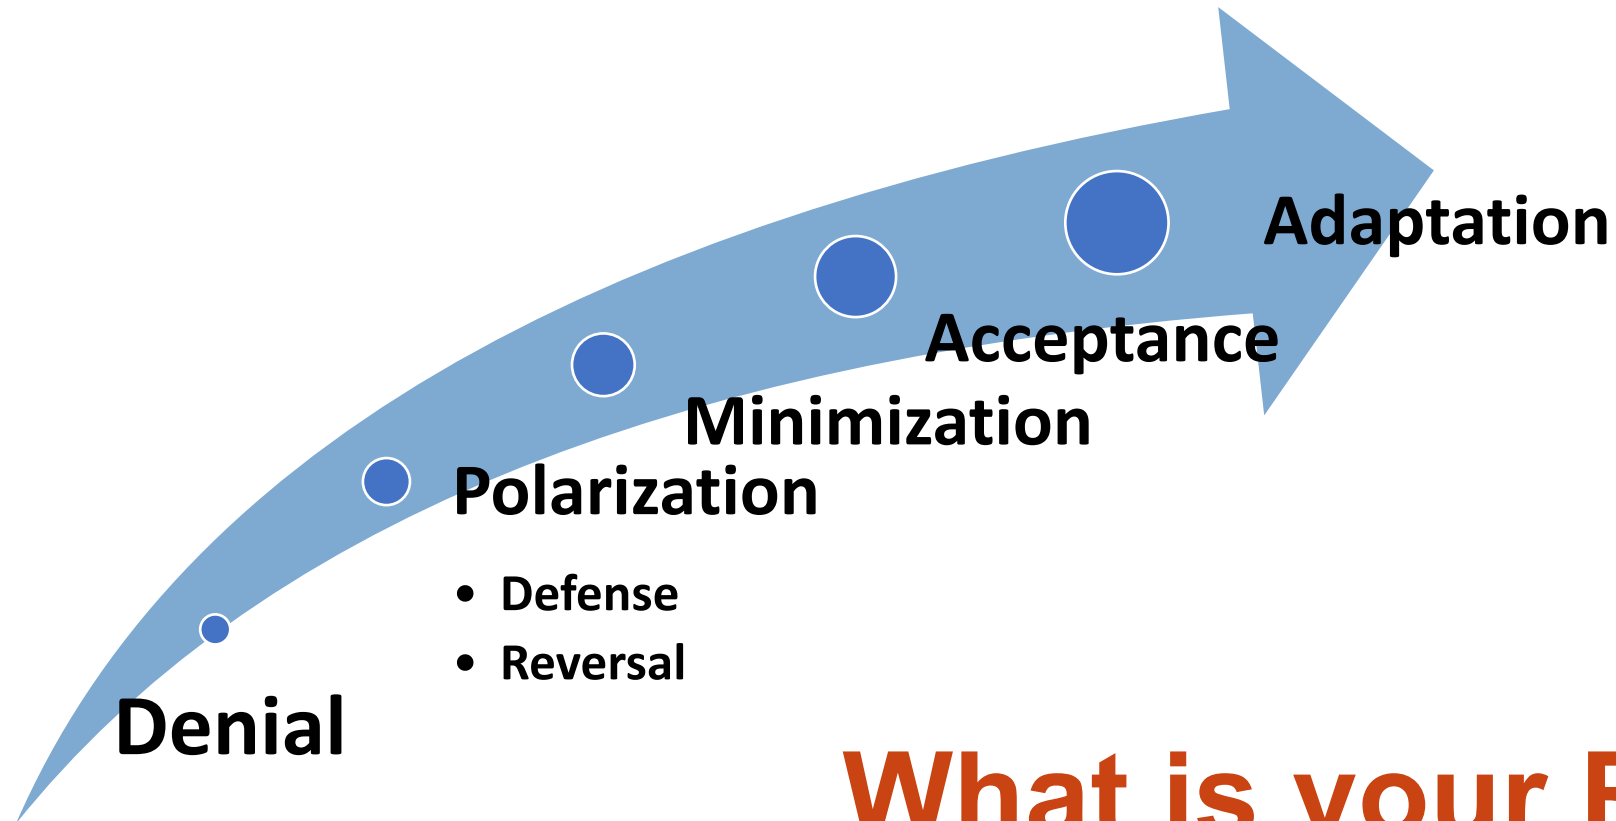 Adaptation
Acceptance
Minimization
Polarization
• Defense
• Reversal
Denial
What is your